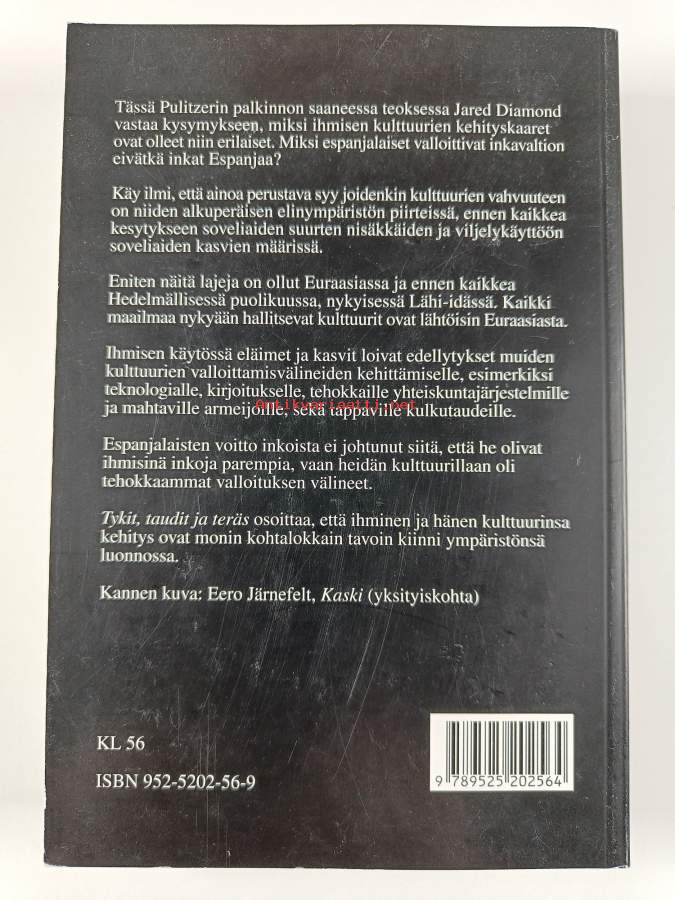 Tässä Pulitzerin palkinnon saaneessa teoksessa Jared Diamond
vastaa kysymykseen, miksi ihmisen kulttuurien kehityskaaret
ovat olleet niin erilaiset. Miksi espanjalaiset valloittivat inkavaltion
eivätkä inkat Espanjaa?
Käy ilmi, että ainoa perustava syy joidenkin kulttuurien vahvuuteen
on niiden alkuperäisen elinympäristön piirteissä, ennen kaikkea
kesytykseen soveliaiden suurten nisäkkäiden ja viljelykäyttöön
soveliaiden kasvien määrissä.
Eniten näitä lajeja on ollut Euraasiassa ja ennen kaikkea
Hedelmällisessä puolikuussa, nykyisessä Lähi-idässä. Kaikki
maailmaa nykyään hallitsevat kulttuurit ovat lähtöisin Euraasiasta.
Ihmisen käytössä eläimet ja kasvit loivat edellytykset muiden
kulttuurien valloittamisvälineiden kehittämiselle, esimerkiksi
teknologialle, kirjoitukselle, tehokkaille yhteiskuntajärjestelmille
ja mahtaville armeijoille, sekä tappaville kulkutaudeille.
Antikvariaatti.net
Espanjalaisten voitto inkoista ei johtunut siitä, että he olivat
ihmisinä inkoja parempia, vaan heidän kulttuurillaan oli
tehokkaammat valloituksen välineet.
Tykit, taudit ja teräs osoittaa, että ihminen ja hänen kulttuurinsa
kehitys ovat monin kohtalokkain tavoin kiinni ympäristönsä
luonnossa.
Kannen kuva: Eero Järnefelt, Kaski (yksityiskohta)
KL 56
ISBN 952-5202-56-9
9 789525 202564